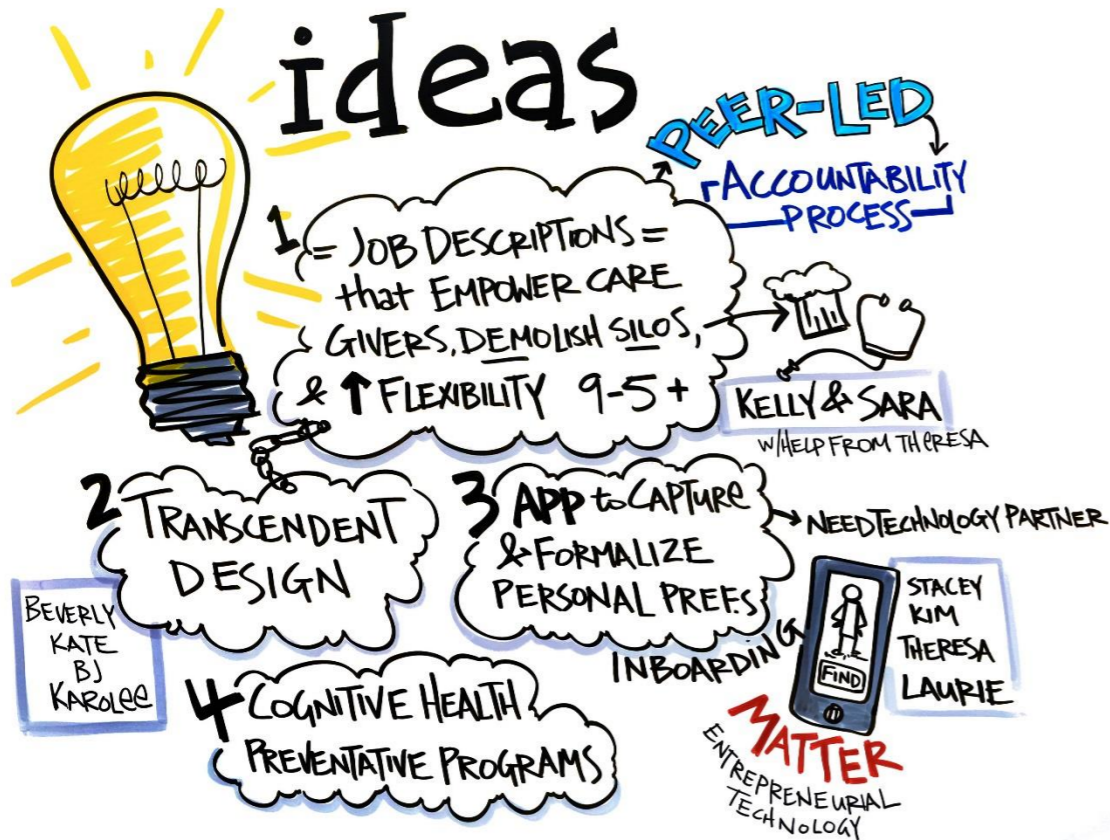 ideas
PEER-LED
ACCOUNTABILITY
PROCESS
1
= JOB DESCRIPTIONS =
that EMPOWER CARE
GIVERS, DEMOLISH SILOS,
& ↑ FLEXIBILITY 9-5+
KELLY & SARA
W/HELP FROM THERESA
2
TRANSCENDENT
DESIGN
BEVERLY
KATE
BJ
KAROLEE
3 APP to CAPTURE
& FORMALIZE
PERSONAL PREFS
NEED TECHNOLOGY PARTNER
INBOARDING
FIND
STACEY
KIM
THERESA
LAURIE
MATTER
ENTREPRENEURIAL
TECHNOLOGY
4 COGNITIVE HEALTH
PREVENTATIVE PROGRAMS